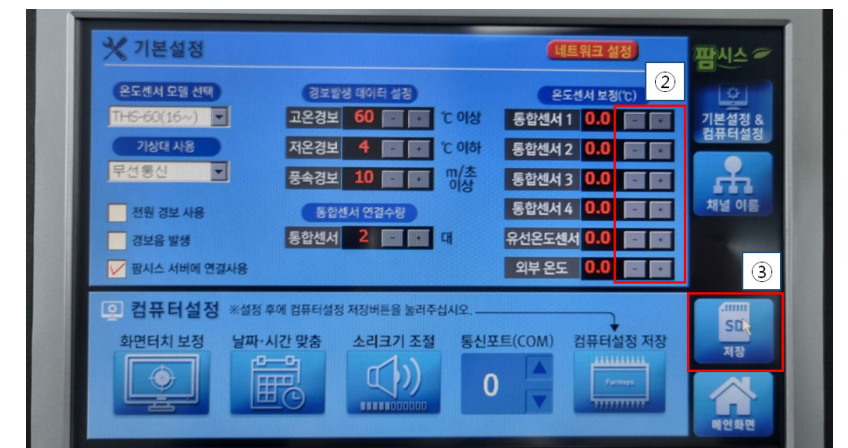 기본설정
네트워크 설정
팜시스
온도센서 모델 선택
THS-60(16~)
기상대 사용
무선통신
전원 경보 사용
경보음 발생
팜시스 서버에 연결사용
경보발생 데이터 설정
고온경보 60 - + ℃ 이상
저온경보 4 - + ℃ 이하
풍속경보 10 - + m/초 이상
통합센서 연결수량
통합센서 2 - + 대
온도센서 보정(℃)
②
통합센서 1 0.0 - +
통합센서 2 0.0 - +
통합센서 3 0.0 - +
통합센서 4 0.0 - +
유선온도센서 0.0 - +
외부 온도 0.0 - +
기본설정 &
컴퓨터설정
채널 이름
③
SD
저장
메인화면
컴퓨터설정 ※설정 후에 컴퓨터설정 저장버튼을 눌러주십시오.
화면터치 보정
날짜·시간 맞춤
소리크기 조절
통신포트(COM)
0
컴퓨터설정 저장
Farmsys